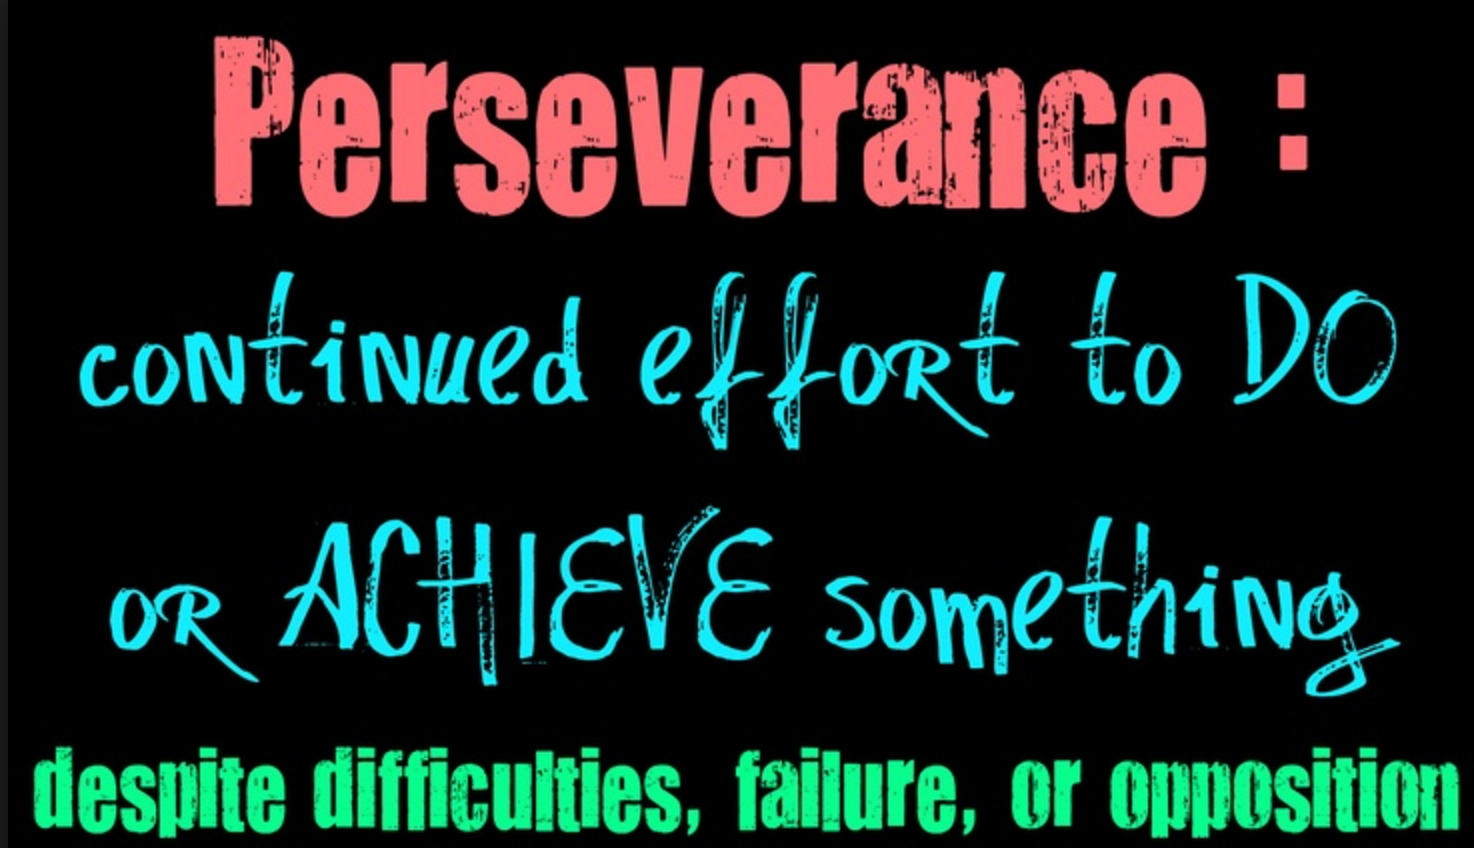 Perseverance :
continued effort to DO
or ACHIEVE something
despite difficulties, failure, or opposition